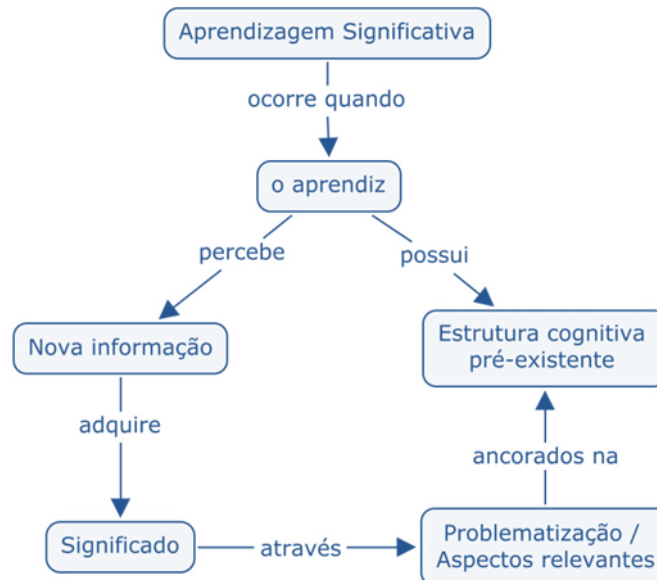 Aprendizagem Significativa
ocorre quando
o aprendiz
percebe
possui
Nova informação
Estrutura cognitiva
pré-existente
adquire
ancorados na
Significado
através
Problematização /
Aspectos relevantes